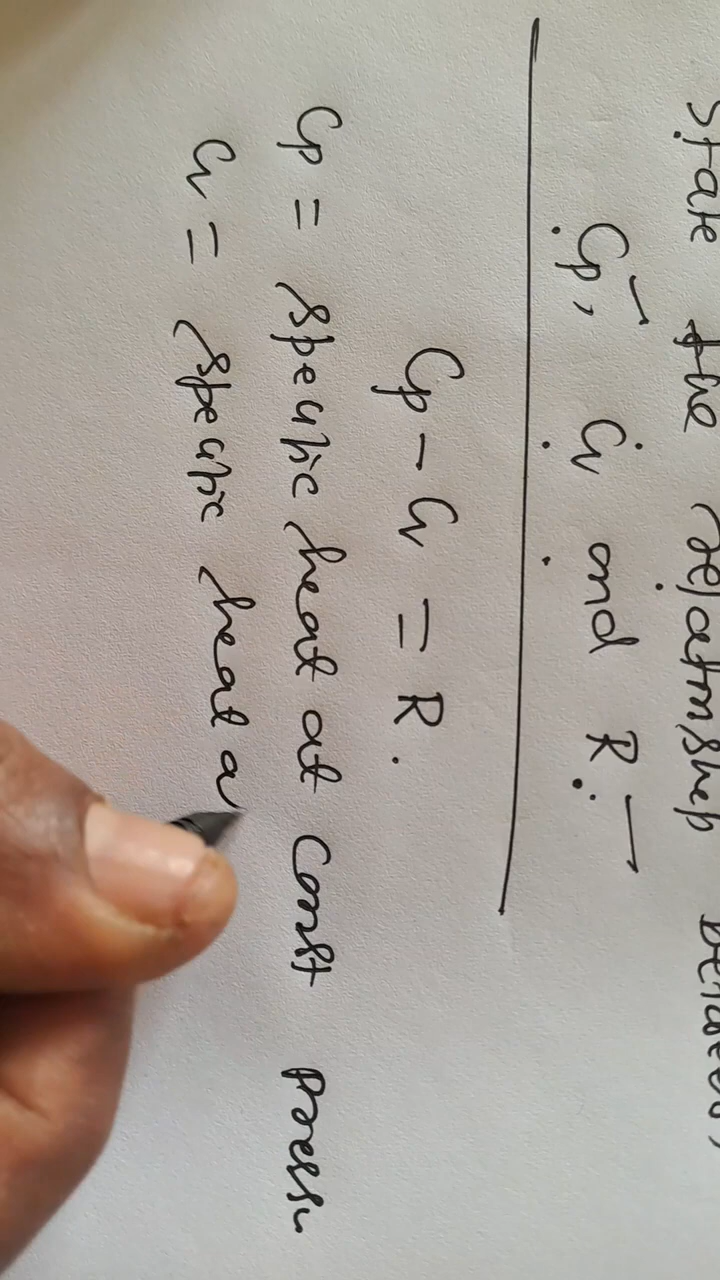 State the relationship between,
Cp, Cv and R.
Cp - Cv = R.
Cp = specific heat at const pressu
Cv = specific heat a